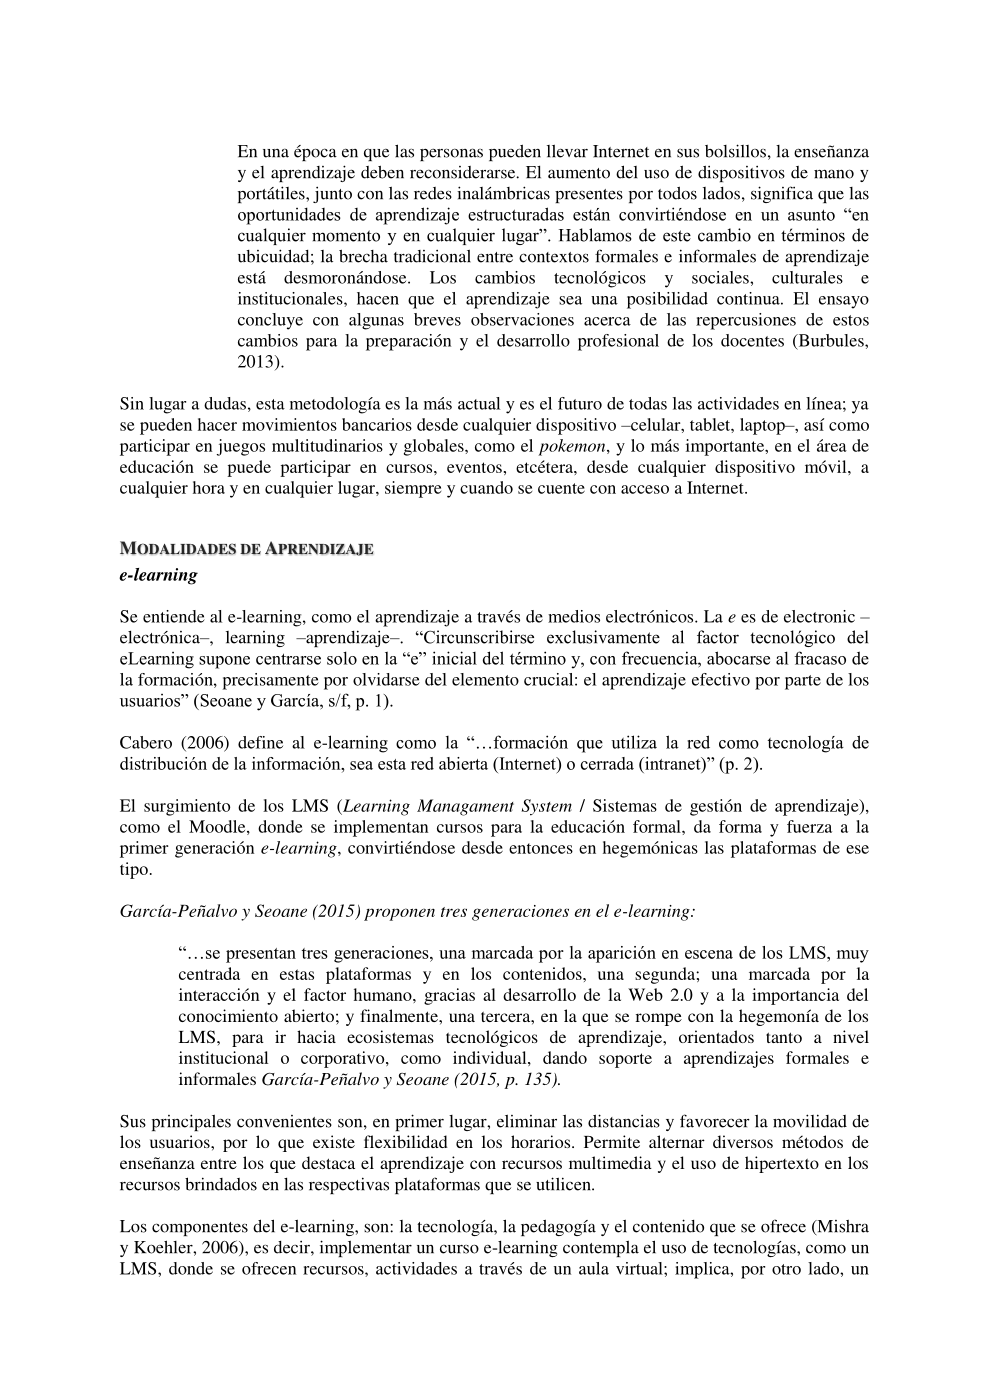 En una época en que las personas pueden llevar Internet en sus bolsillos, la enseñanza
y el aprendizaje deben reconsiderarse. El aumento del uso de dispositivos de mano y
portátiles, junto con las redes inalámbricas presentes por todos lados, significa que las
oportunidades de aprendizaje estructuradas están convirtiéndose en un asunto “en
cualquier momento y en cualquier lugar”. Hablamos de este cambio en términos de
ubicuidad; la brecha tradicional entre contextos formales e informales de aprendizaje
está desmoronándose. Los cambios tecnológicos y sociales, culturales e
institucionales, hacen que el aprendizaje sea una posibilidad continua. El ensayo
concluye con algunas breves observaciones acerca de las repercusiones de estos
cambios para la preparación y el desarrollo profesional de los docentes (Burbules,
2013).
Sin lugar a dudas, esta metodología es la más actual y es el futuro de todas las actividades en línea; ya
se pueden hacer movimientos bancarios desde cualquier dispositivo –celular, tablet, laptop–, así como
participar en juegos multitudinarios y globales, como el pokemon, y lo más importante, en el área de
educación se puede participar en cursos, eventos, etcétera, desde cualquier dispositivo móvil, a
cualquier hora y en cualquier lugar, siempre y cuando se cuente con acceso a Internet.
MODALIDADES DE APRENDIZAJE
e-learning
Se entiende al e-learning, como el aprendizaje a través de medios electrónicos. La e es de electronic –
electrónica–, learning –aprendizaje–. “Circunscribirse exclusivamente al factor tecnológico del
eLearning supone centrarse solo en la “e” inicial del término y, con frecuencia, abocarse al fracaso de
la formación, precisamente por olvidarse del elemento crucial: el aprendizaje efectivo por parte de los
usuarios” (Seoane y García, s/f, p. 1).
Cabero (2006) define al e-learning como la “…formación que utiliza la red como tecnología de
distribución de la información, sea esta red abierta (Internet) o cerrada (intranet)” (p. 2).
El surgimiento de los LMS (Learning Managament System / Sistemas de gestión de aprendizaje),
como el Moodle, donde se implementan cursos para la educación formal, da forma y fuerza a la
primer generación e-learning, convirtiéndose desde entonces en hegemónicas las plataformas de ese
tipo.
García-Peñalvo y Seoane (2015) proponen tres generaciones en el e-learning:
“…se presentan tres generaciones, una marcada por la aparición en escena de los LMS, muy
centrada en estas plataformas y en los contenidos, una segunda; una marcada por la
interacción y el factor humano, gracias al desarrollo de la Web 2.0 y a la importancia del
conocimiento abierto; y finalmente, una tercera, en la que se rompe con la hegemonía de los
LMS, para ir hacia ecosistemas tecnológicos de aprendizaje, orientados tanto a nivel
institucional o corporativo, como individual, dando soporte a aprendizajes formales e
informales García-Peñalvo y Seoane (2015, p. 135).
Sus principales convenientes son, en primer lugar, eliminar las distancias y favorecer la movilidad de
los usuarios, por lo que existe flexibilidad en los horarios. Permite alternar diversos métodos de
enseñanza entre los que destaca el aprendizaje con recursos multimedia y el uso de hipertexto en los
recursos brindados en las respectivas plataformas que se utilicen.
Los componentes del e-learning, son: la tecnología, la pedagogía y el contenido que se ofrece (Mishra
y Koehler, 2006), es decir, implementar un curso e-learning contempla el uso de tecnologías, como un
LMS, donde se ofrecen recursos, actividades a través de un aula virtual; implica, por otro lado, un